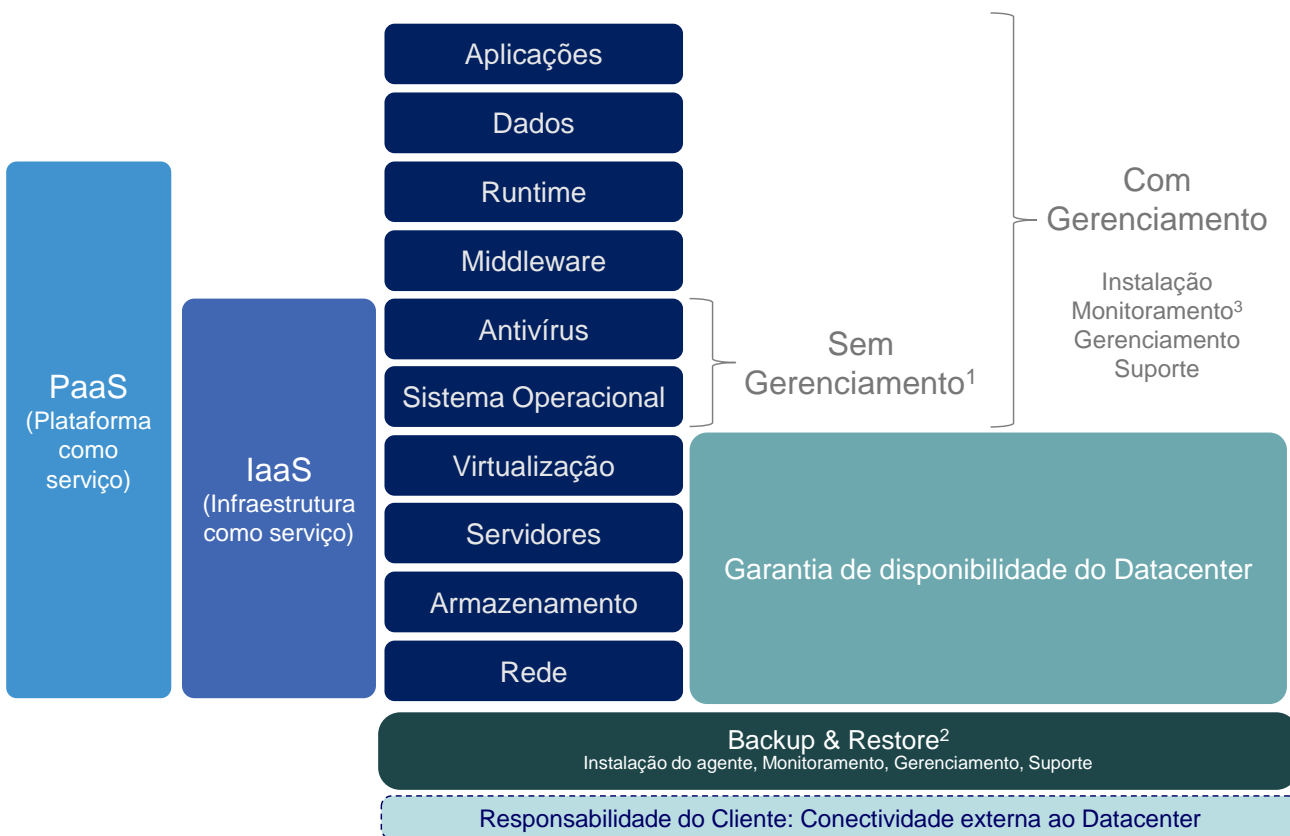 PaaS
(Plataforma
como
serviço)
IaaS
(Infraestrutura
como serviço)
Aplicações
Dados
Runtime
Middleware
Antivírus
Sistema Operacional
Virtualização
Servidores
Armazenamento
Rede
Sem
Gerenciamento¹
Com
Gerenciamento
Instalação
Monitoramento³
Gerenciamento
Suporte
Garantia de disponibilidade do Datacenter
Backup & Restore²
Instalação do agente, Monitoramento, Gerenciamento, Suporte
Responsabilidade do Cliente: Conectividade externa ao Datacenter